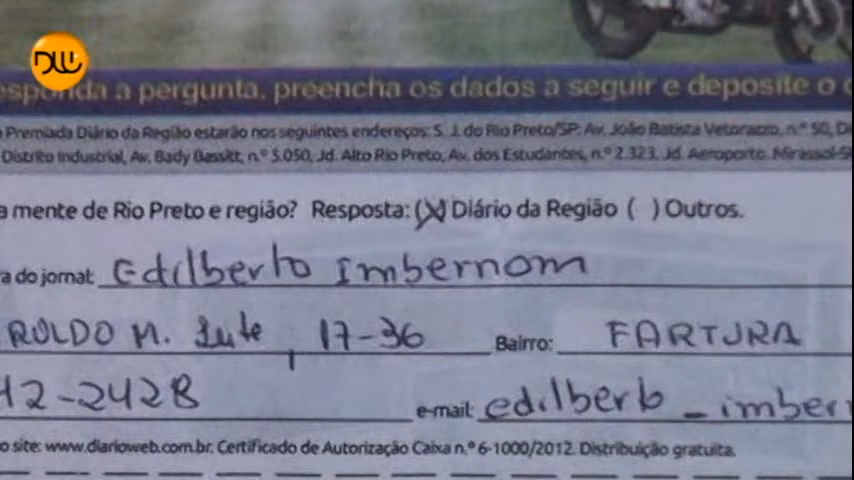 DLW
esponda a pergunta, preencha os dados a seguir e deposite o c
o Premiada Diário da Região estarão nos seguintes endereços: S. J. do Rio Preto/SP: Av. João Batista Vetorazzo, n.º 50, Di
Distrito Industrial, Av. Bady Bassitt, n.º 5.050, Jd. Alto Rio Preto, Av. dos Estudantes, n.º 2.323, Jd. Aeroporto. Mirassol-S
a mente de Rio Preto e região? Resposta: (X) Diário da Região ( ) Outros.
a do jornal: Edilberto Imbernom
ROLDO M. , 17-36 Bairro: FARTURA
42-2428 e-mail: edilberto_imber
o site: www.diarioweb.com.br. Certificado de Autorização Caixa n.º 6-1000/2012. Distribuição gratuita.